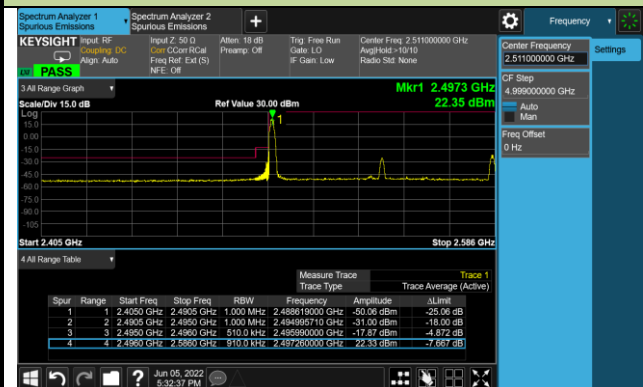 Spectrum Analyzer 1
Spurious Emissions
Spectrum Analyzer 2
Spurious Emissions
+
Frequency
KEYSIGHT
Input: RF
Coupling: DC
Align: Auto
Input Z: 50 Ω
Corr CCorr RCal
Freq Ref: Ext (S)
NFE: Off
Atten: 18 dB
Preamp: Off
Trig: Free Run
Gate: LO
IF Gain: Low
Center Freq: 2.511000000 GHz
Avg|Hold:>10/10
Radio Std: None
PASS
Center Frequency
2.511000000 GHz
Settings
CF Step
4.999000000 GHz
Auto
Man
Freq Offset
0 Hz
3 All Range Graph
Mkr1 2.4973 GHz
Scale/Div 15.0 dB
Ref Value 30.00 dBm
22.35 dBm
Log
15.0
0.00
-15.0
-30.0
-45.0
-60.0
-75.0
-90.0
-105
1
Start 2.405 GHz
Stop 2.586 GHz
4 All Range Table
Measure Trace Trace 1
Trace Type Trace Average (Active)
Spur Range Start Freq Stop Freq RBW Frequency Amplitude ΔLimit
1 1 2.4050 GHz 2.4905 GHz 1.000 MHz 2.488619000 GHz -50.06 dBm -25.06 dB
2 2 2.4905 GHz 2.4950 GHz 1.000 MHz 2.494995710 GHz -31.00 dBm -18.00 dB
3 3 2.4950 GHz 2.4960 GHz 510.0 kHz 2.495990000 GHz -17.87 dBm -4.872 dB
4 4 2.4960 GHz 2.5860 GHz 910.0 kHz 2.497260000 GHz 22.33 dBm -7.667 dB
?
Jun 05, 2022
5:32:37 PM